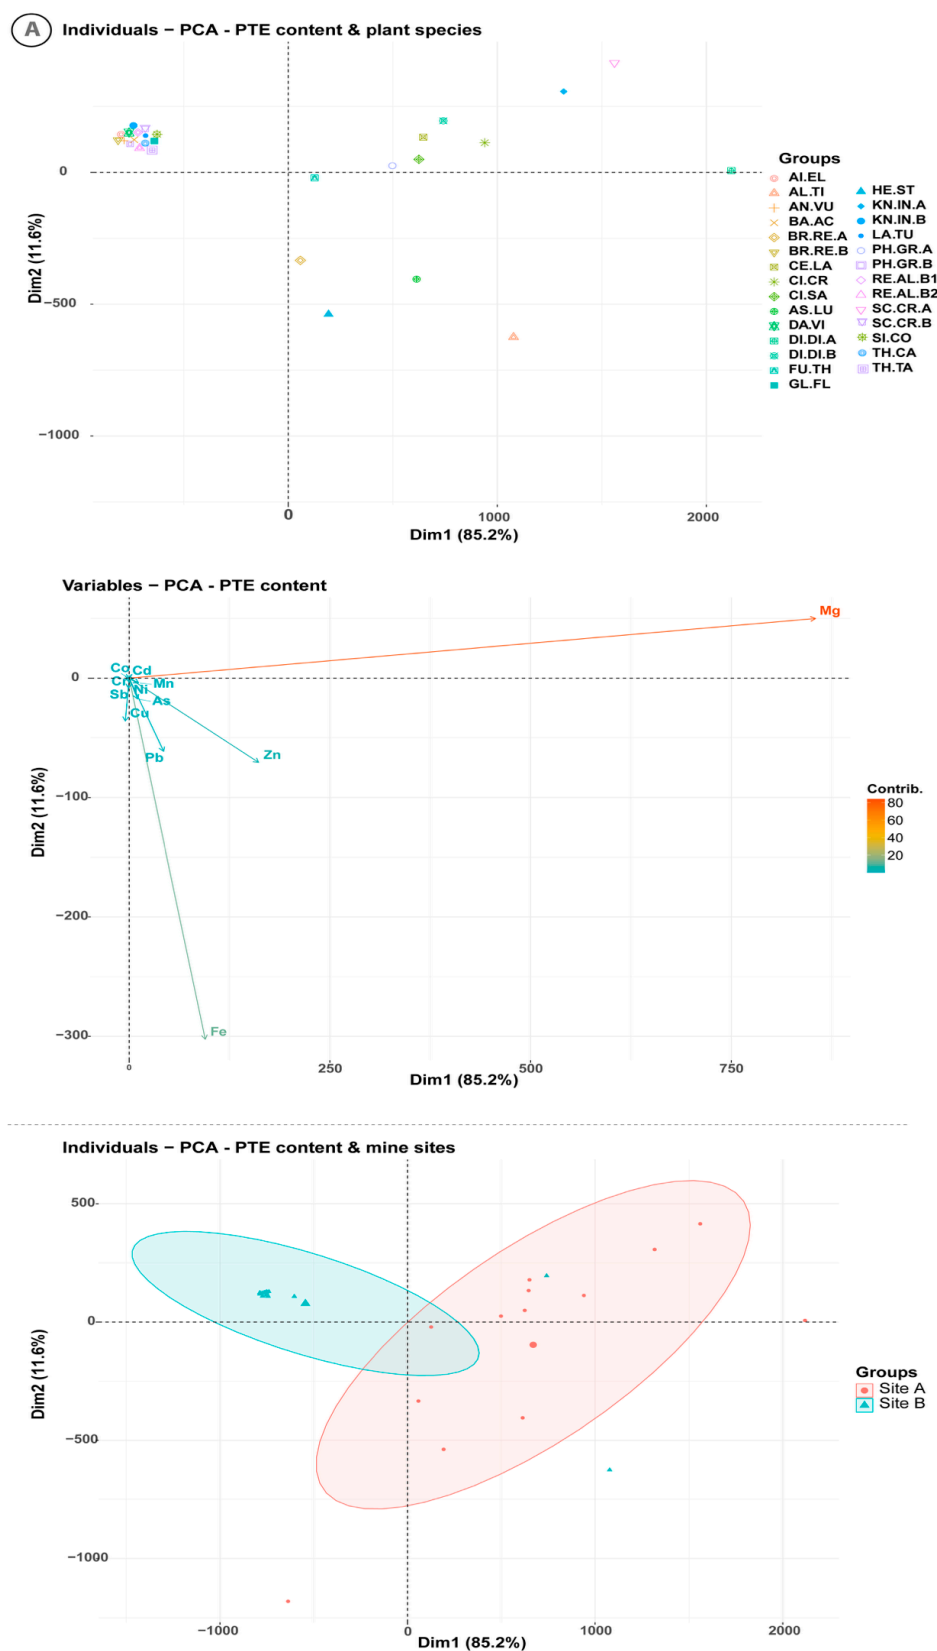 A Individuals – PCA - PTE content & plant species
0
−500
−1000
Dim2 (11.6%)
0
1000
2000
Dim1 (85.2%)
Groups
AI.EL
AL.TI
AN.VU
BA.AC
BR.RE.A
BR.RE.B
CE.LA
CI.CR
CI.SA
AS.LU
DA.VI
DI.DI.A
DI.DI.B
FU.TH
GL.FL
HE.ST
KN.IN.A
KN.IN.B
LA.TU
PH.GR.A
PH.GR.B
RE.AL.B1
RE.AL.B2
SC.CR.A
SC.CR.B
SI.CO
TH.CA
TH.TA
Variables – PCA - PTE content
Mg
Co Cd
Cr Mn
Ni
Sb As
Cu
Pb Zn
Fe
0
−100
−200
−300
Dim2 (11.6%)
0
250
500
750
Dim1 (85.2%)
Contrib.
80
60
40
20
Individuals – PCA - PTE content & mine sites
500
0
−500
−1000
Dim2 (11.6%)
−1000
0
1000
2000
Dim1 (85.2%)
Groups
Site A
Site B